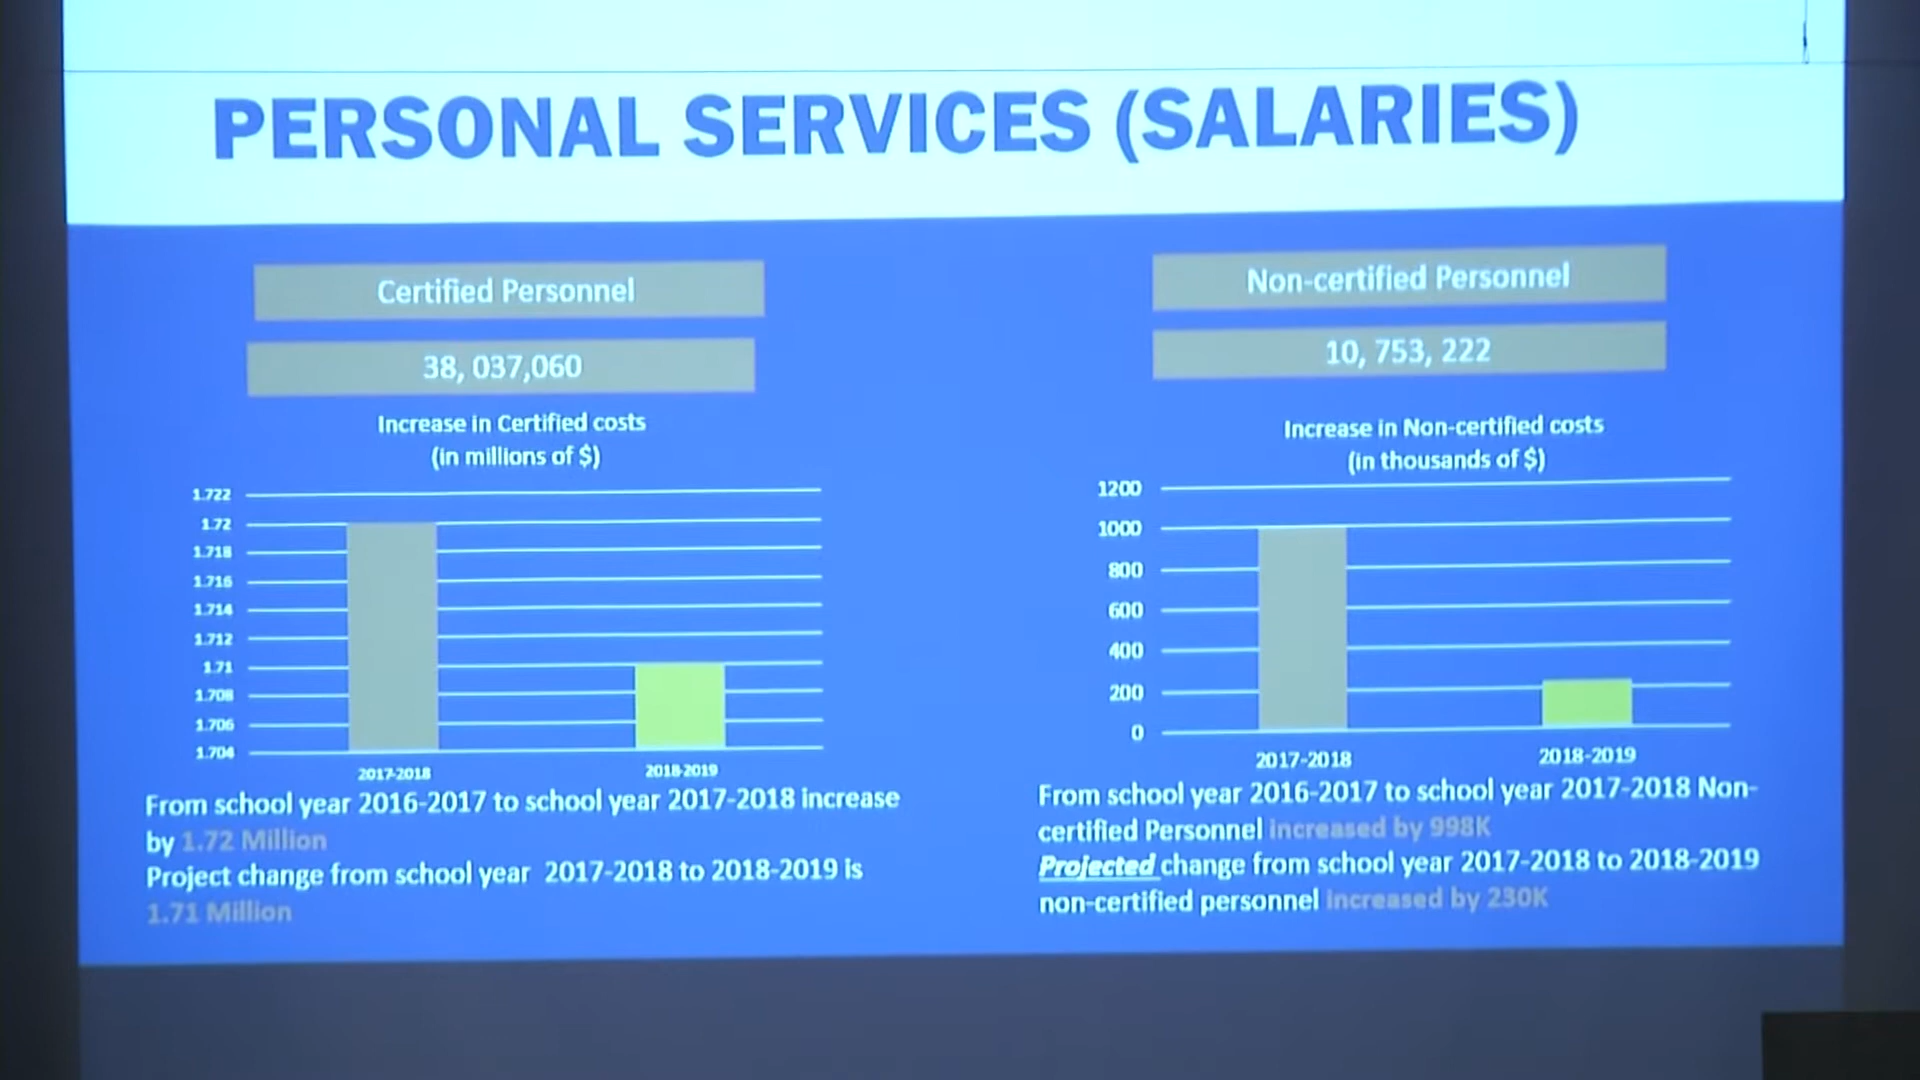 PERSONAL SERVICES (SALARIES)
Certified Personnel
38, 037,060
Increase in Certified costs
(in millions of $)
1.722
1.72
1.718
1.716
1.714
1.712
1.71
1.708
1.706
1.704
2017-2018
2018-2019
From school year 2016-2017 to school year 2017-2018 increase
by 1.72 Million
Project change from school year 2017-2018 to 2018-2019 is
1.71 Million
Non-certified Personnel
10, 753, 222
Increase in Non-certified costs
(in thousands of $)
1200
1000
800
600
400
200
0
2017-2018
2018-2019
From school year 2016-2017 to school year 2017-2018 Non-
certified Personnel increased by 998K
Projected change from school year 2017-2018 to 2018-2019
non-certified personnel increased by 230K